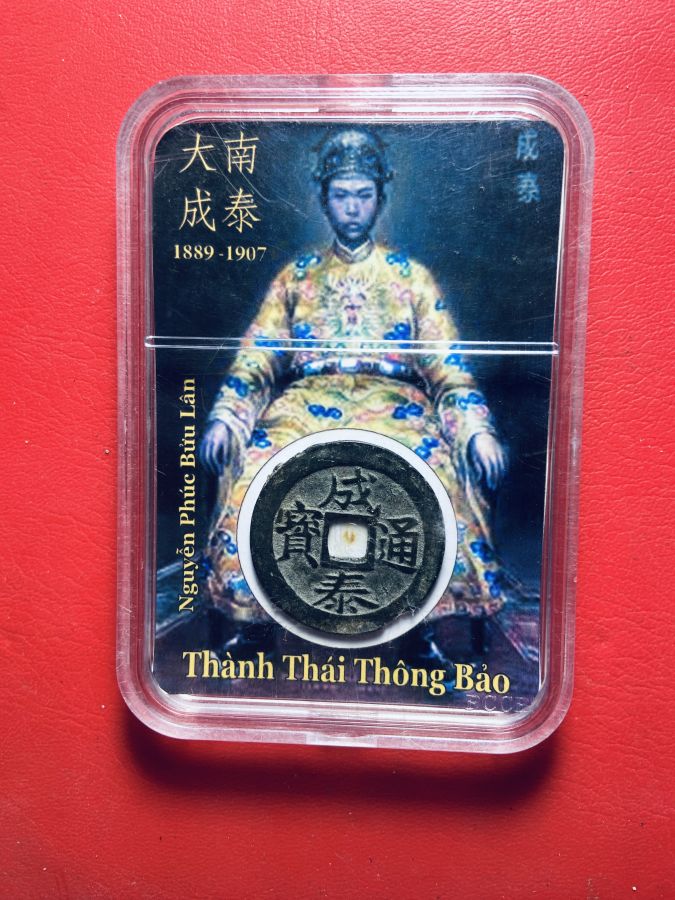 大南
成泰
1889-1907
成
泰
Nguyễn Phúc Bửu Lân
成
寶 通
泰
Thành Thái Thông Bảo
PCCB